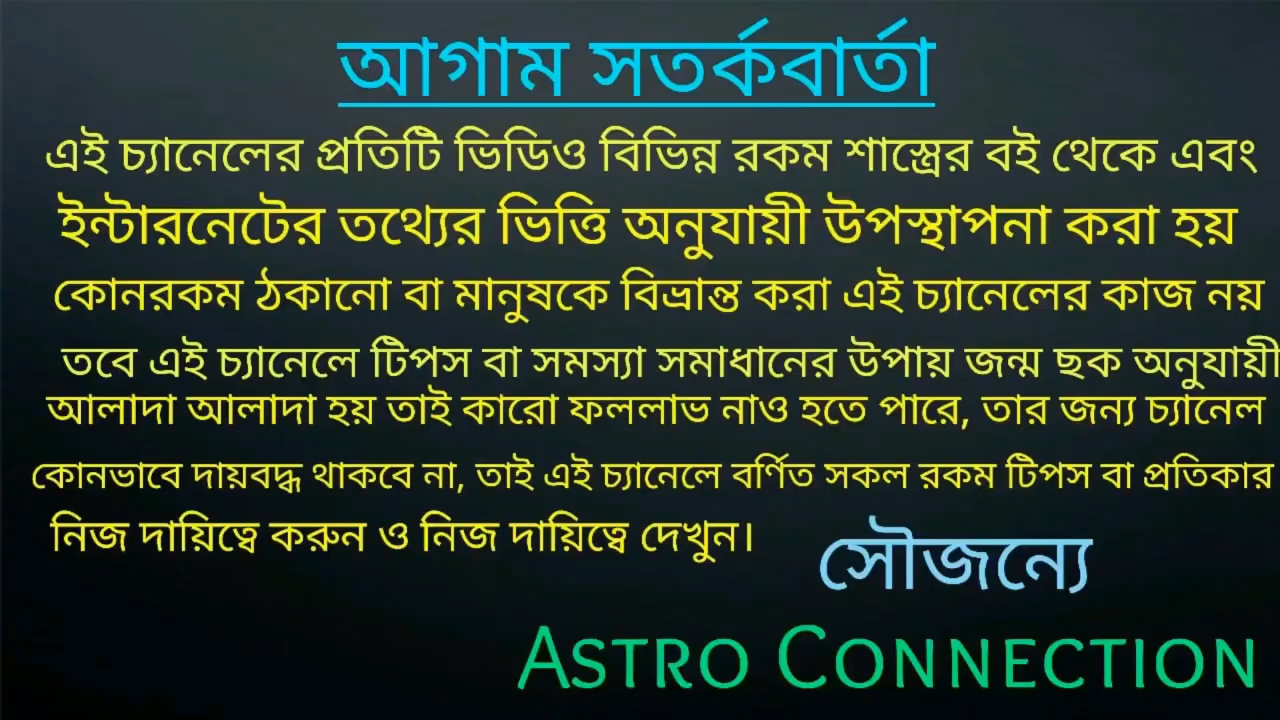 আগাম সতর্কবার্তা
এই চ্যানেলের প্রতিটি ভিডিও বিভিন্ন রকম শাস্ত্রের বই থেকে এবং
ইন্টারনেটের তথ্যের ভিত্তি অনুযায়ী উপস্থাপনা করা হয়
কোনরকম ঠকানো বা মানুষকে বিভ্রান্ত করা এই চ্যানেলের কাজ নয়
তবে এই চ্যানেলে টিপস বা সমস্যা সমাধানের উপায় জন্ম ছক অনুযায়ী
আলাদা আলাদা হয় তাই কারো ফললাভ নাও হতে পারে, তার জন্য চ্যানেল
কোনভাবে দায়বদ্ধ থাকবে না, তাই এই চ্যানেলে বর্ণিত সকল রকম টিপস বা প্রতিকার
নিজ দায়িত্বে করুন ও নিজ দায়িত্বে দেখুন।
সৌজন্যে
ASTRO CONNECTION